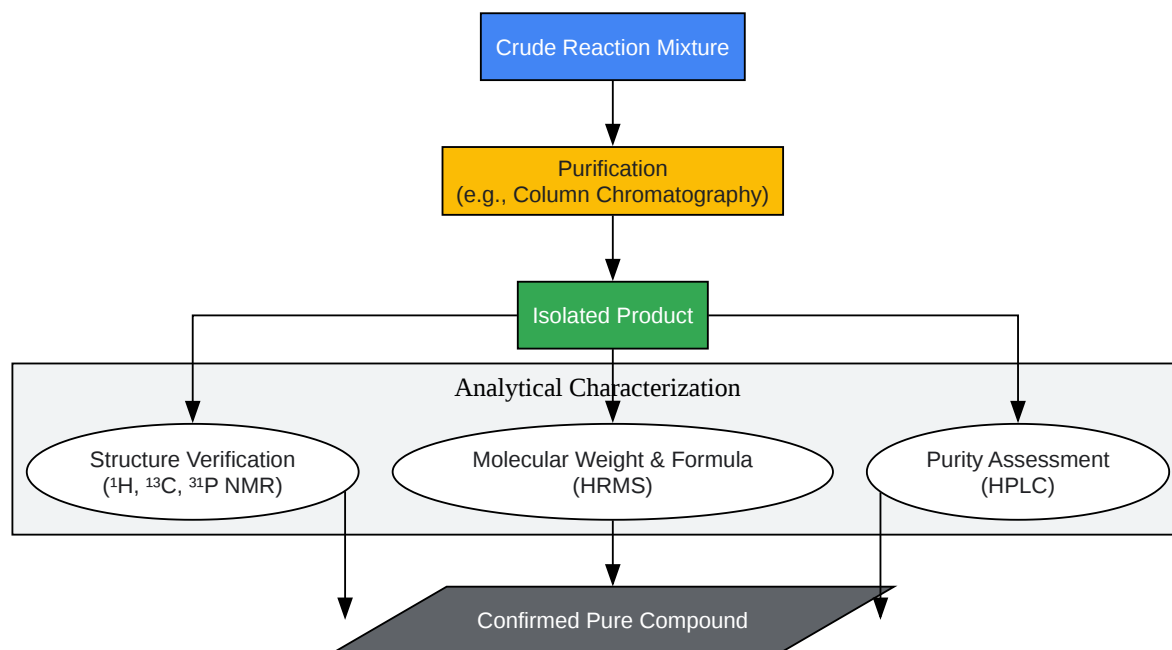 Crude Reaction Mixture
Purification
(e.g., Column Chromatography)
Isolated Product
Analytical Characterization
Structure Verification
(¹H, ¹³C, ³¹P NMR)
Molecular Weight & Formula
(HRMS)
Purity Assessment
(HPLC)
Confirmed Pure Compound